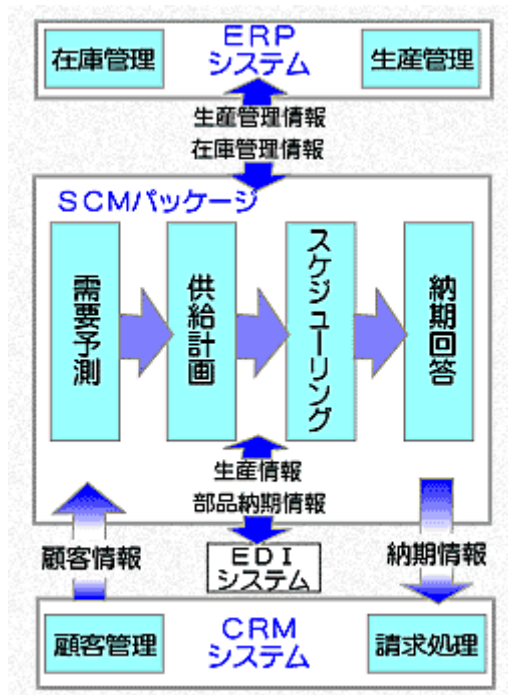 ERP
システム
在庫管理
生産管理
生産管理情報
在庫管理情報
SCMパッケージ
需要予測
供給計画
スケジューリング
納期回答
生産情報
部品納期情報
顧客情報
EDI
システム
納期情報
顧客管理
CRM
システム
請求処理